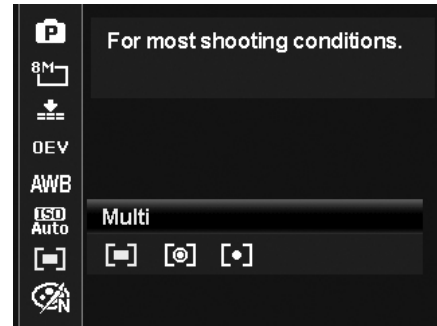 P
For most shooting conditions.
8M
0EV
AWB
ISO
Auto
Multi
N